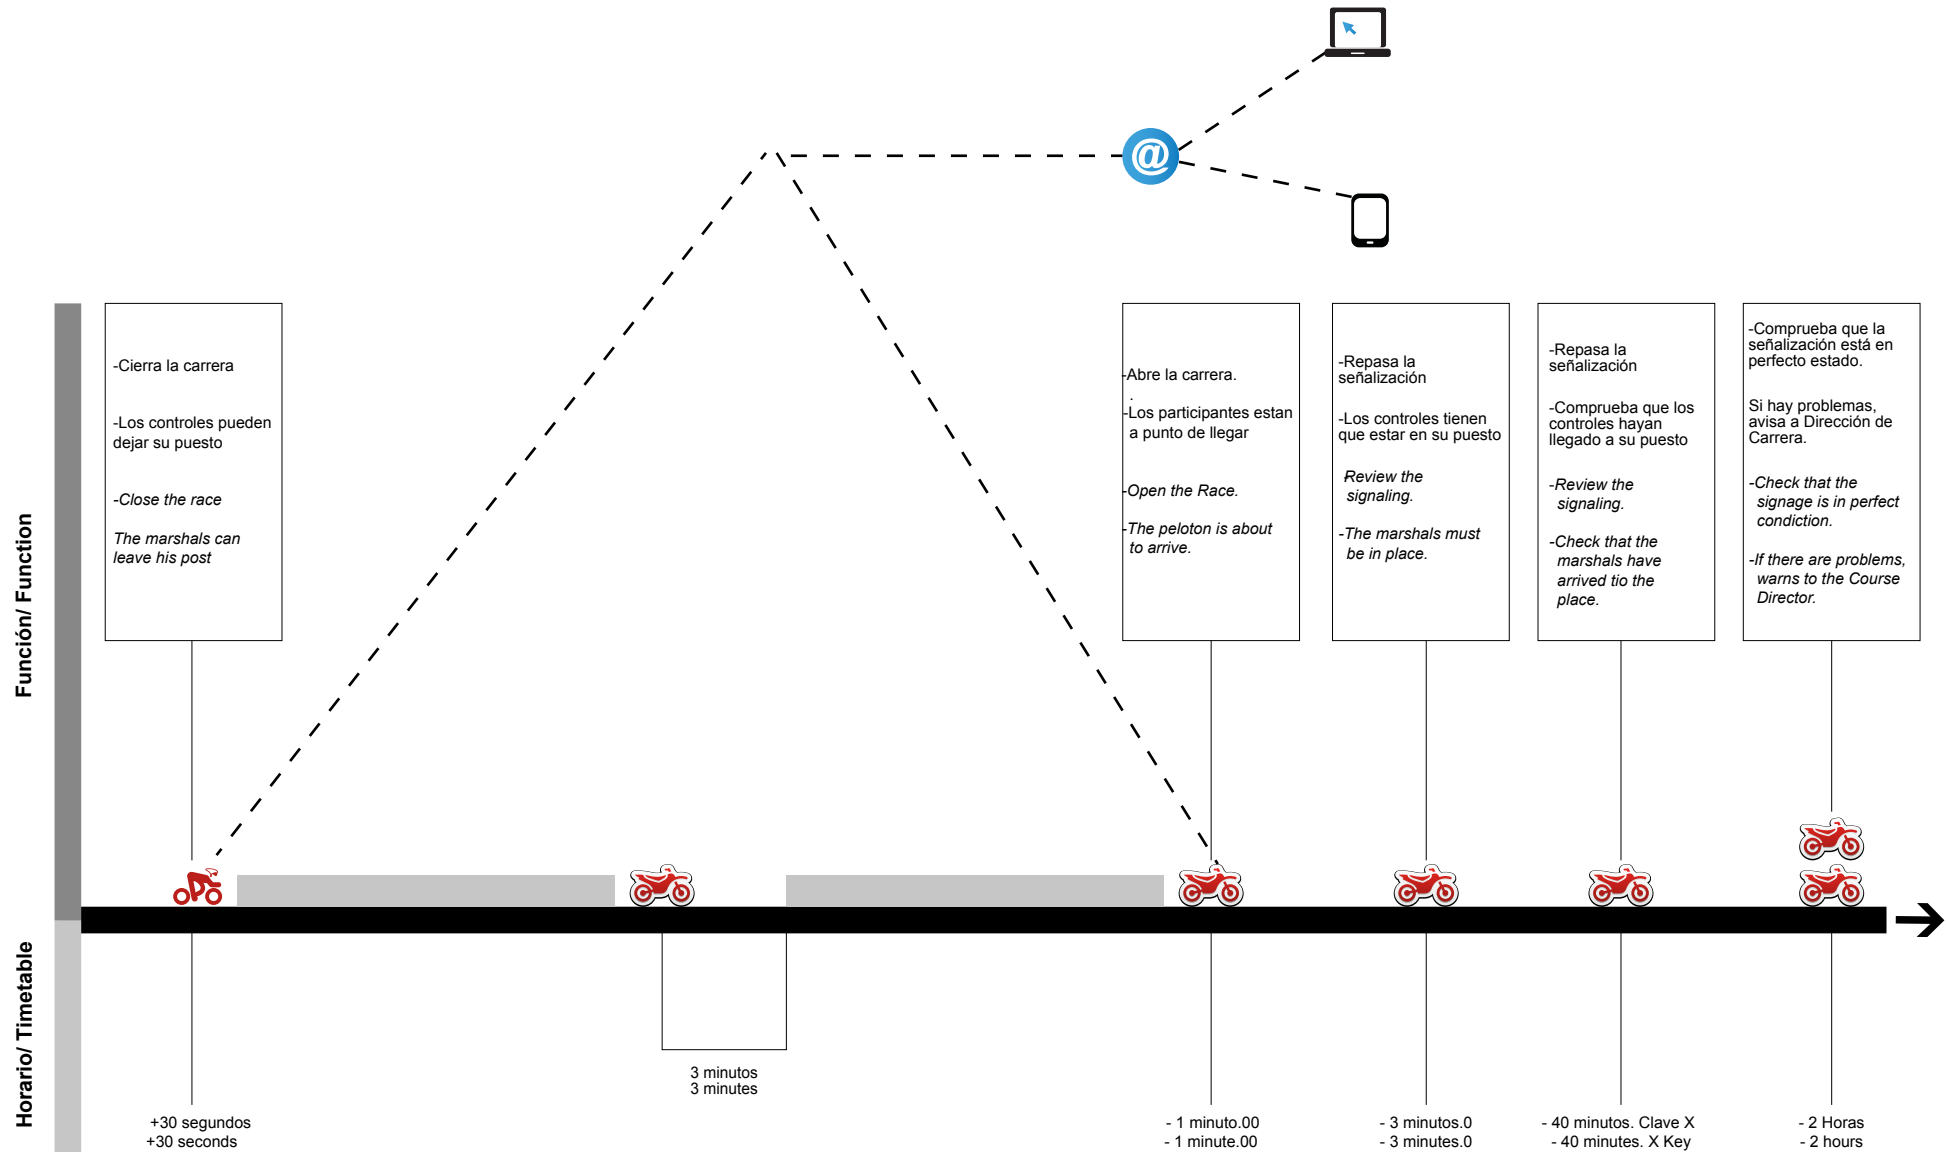 -Cierra la carrera
-Los controles pueden
dejar su puesto
-Close the race
The marshals can
leave his post
-Abre la carrera.
.
-Los participantes estan
a punto de llegar
-Open the Race.
-The peloton is about
to arrive.
-Repasa la
señalización
-Los controles tienen
que estar en su puesto
-Review the
signaling.
-The marshals must
be in place.
-Repasa la
señalización
-Comprueba que los
controles hayan
llegado a su puesto
-Review the
signaling.
-Check that the
marshals have
arrived tio the
place.
-Comprueba que la
señalización está en
perfecto estado.
Si hay problemas,
avisa a Dirección de
Carrera.
-Check that the
signage is in perfect
condiction.
-If there are problems,
warns to the Course
Director.
Función/ Function
Horario/ Timetable
+30 segundos
+30 seconds
3 minutos
3 minutes
- 1 minuto.00
- 1 minute.00
- 3 minutos.0
- 3 minutes.0
- 40 minutos. Clave X
- 40 minutes. X Key
- 2 Horas
- 2 hours
@